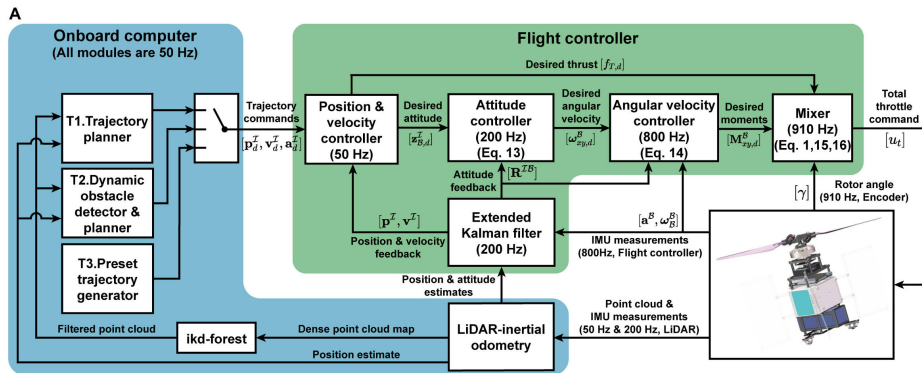 A
Onboard computer
(All modules are 50 Hz)
Flight controller
Desired thrust [f_{T,d}]
T1.Trajectory
planner
T2.Dynamic
obstacle
detector &
planner
T3.Preset
trajectory
generator
Trajectory
commands
[p_d^I, v_d^I, a_d^I]
Position &
velocity
controller
(50 Hz)
Desired
attitude
[z_{B,d}^I]
Attitude
controller
(200 Hz)
(Eq. 13)
Desired
angular
velocity
[ω_{xy,d}^B]
Angular velocity
controller
(800 Hz)
(Eq. 14)
Desired
moments
[M_{xy,d}^B]
Mixer
(910 Hz)
(Eq. 1,15,16)
Total
throttle
command
[u_t]
Attitude
feedback
[R^{IB}]
[p^I, v^I]
Position & velocity
feedback
Extended
Kalman filter
(200 Hz)
[a^B, ω_B^B]
IMU measurements
(800Hz, Flight controller)
[γ]
Rotor angle
(910 Hz, Encoder)
Position & attitude
estimates
Filtered point cloud
ikd-forest
Dense point cloud map
Position estimate
LiDAR-inertial
odometry
Point cloud &
IMU measurements
(50 Hz & 200 Hz, LiDAR)